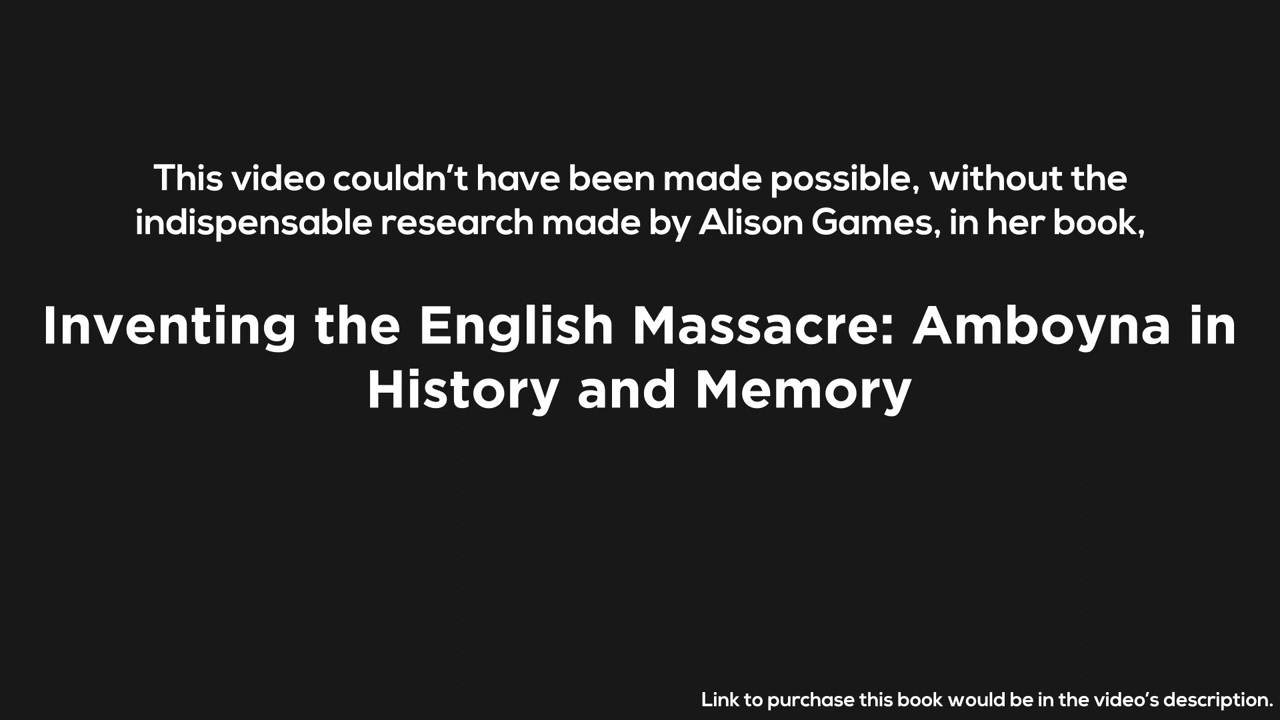 This video couldn’t have been made possible, without the
indispensable research made by Alison Games, in her book,
Inventing the English Massacre: Amboyna in
History and Memory
Link to purchase this book would be in the video’s description.